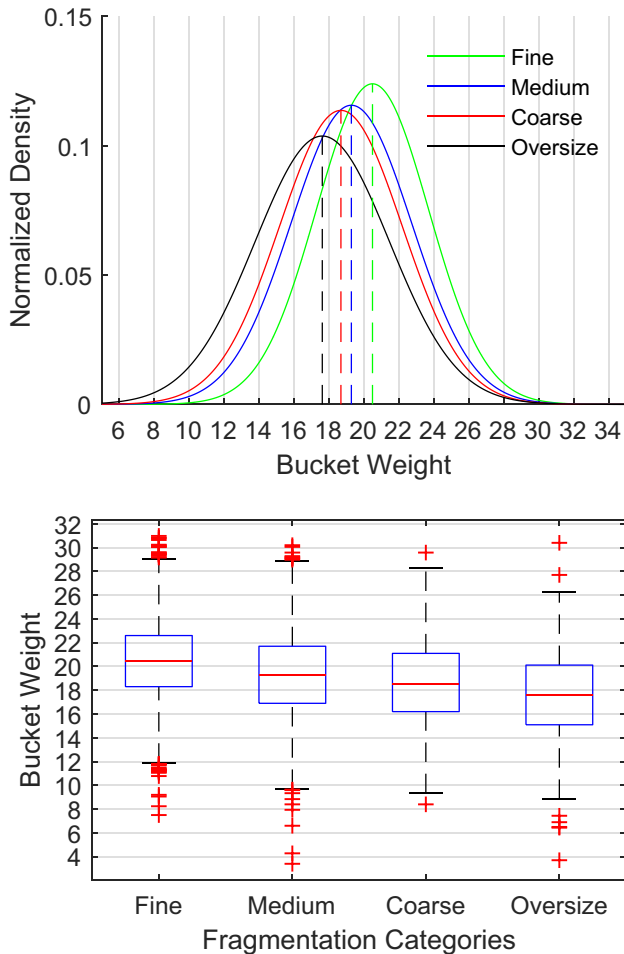 0.15
Fine
Medium
Coarse
Oversize
0.1
0.05
0
Normalized Density
6 8 10 12 14 16 18 20 22 24 26 28 30 32 34
Bucket Weight
32
30
28
26
24
22
20
18
16
14
12
10
8
6
4
Bucket Weight
Fine Medium Coarse Oversize
Fragmentation Categories